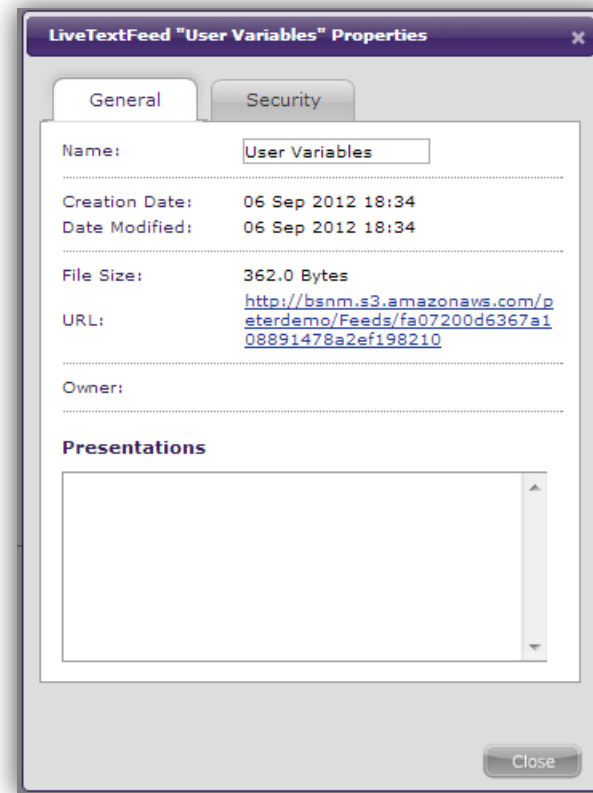 LiveTextFeed "User Variables" Properties
General Security
Name: User Variables
Creation Date: 06 Sep 2012 18:34
Date Modified: 06 Sep 2012 18:34
File Size: 362.0 Bytes
URL: http://bsnm.s3.amazonaws.com/p
eterdemo/Feeds/fa07200d6367a1
08891478a2ef198210
Owner:
Presentations
Close